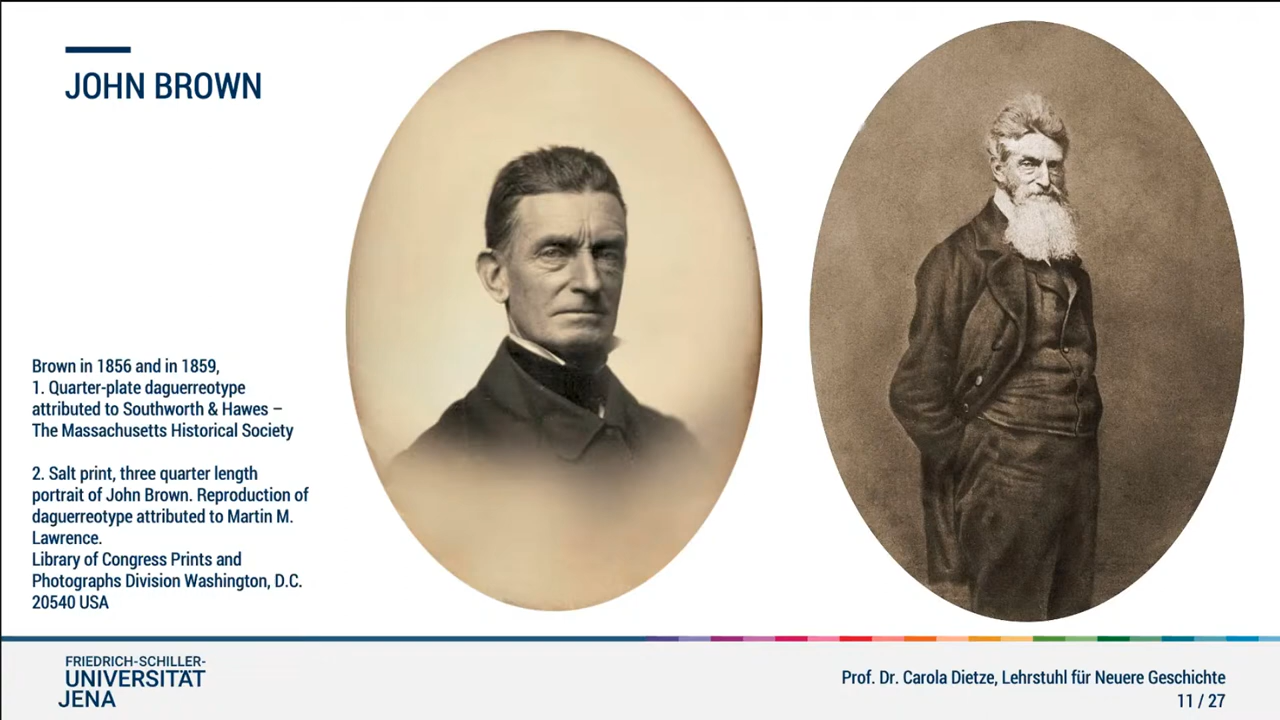 JOHN BROWN
Brown in 1856 and in 1859,
1. Quarter-plate daguerreotype
attributed to Southworth & Hawes –
The Massachusetts Historical Society
2. Salt print, three quarter length
portrait of John Brown. Reproduction of
daguerreotype attributed to Martin M.
Lawrence.
Library of Congress Prints and
Photographs Division Washington, D.C.
20540 USA
FRIEDRICH-SCHILLER-
UNIVERSITÄT
JENA
Prof. Dr. Carola Dietze, Lehrstuhl für Neuere Geschichte
11 / 27